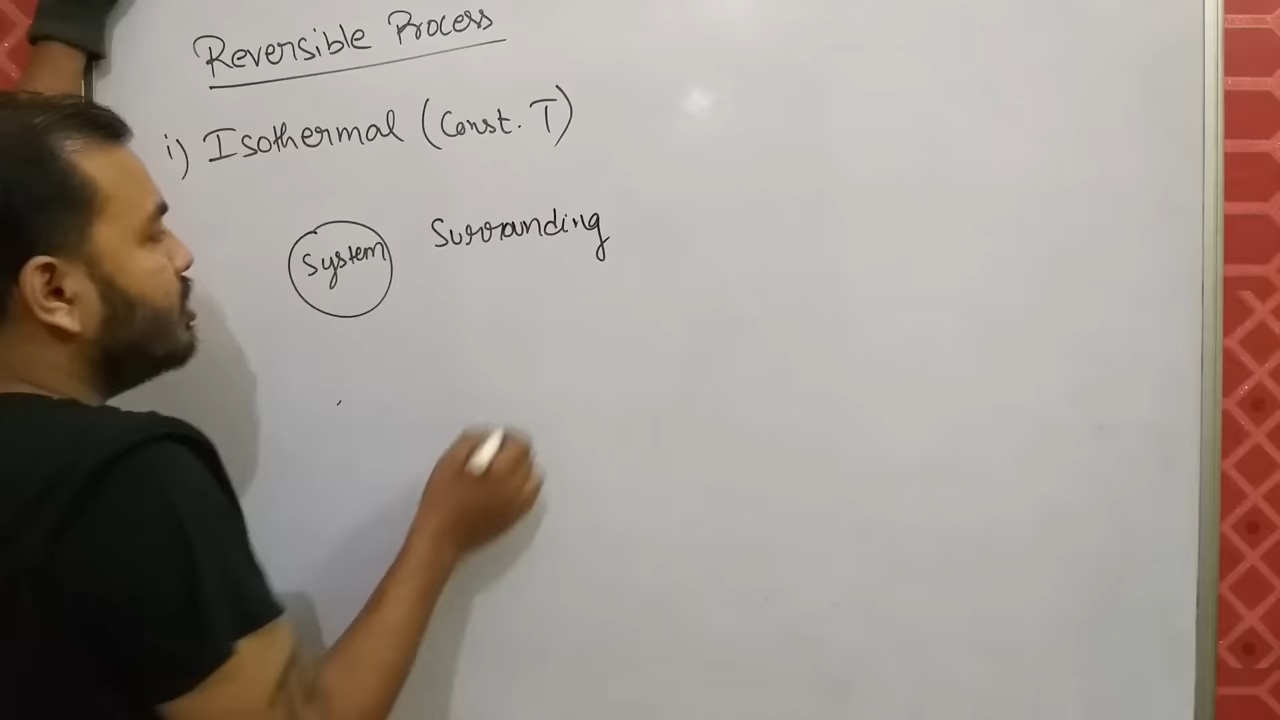 Reversible Process
i) Isothermal (Const. T)
System
Surrounding